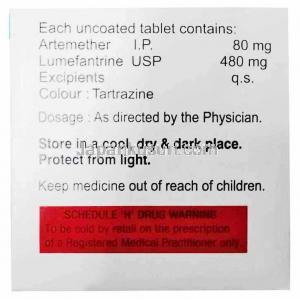 Each uncoated tablet contains:
Artemether I.P. 80 mg
Lumefantrine USP 480 mg
Excipients q.s.
Colour : Tartrazine
Dosage : As directed by the Physician.
Store in a cool, dry & dark place.
Protect from light.
Keep medicine out of reach of children.
SCHEDULE 'H' DRUG WARNING
To be sold by retail on the prescription
of a Registered Medical Practitioner only.